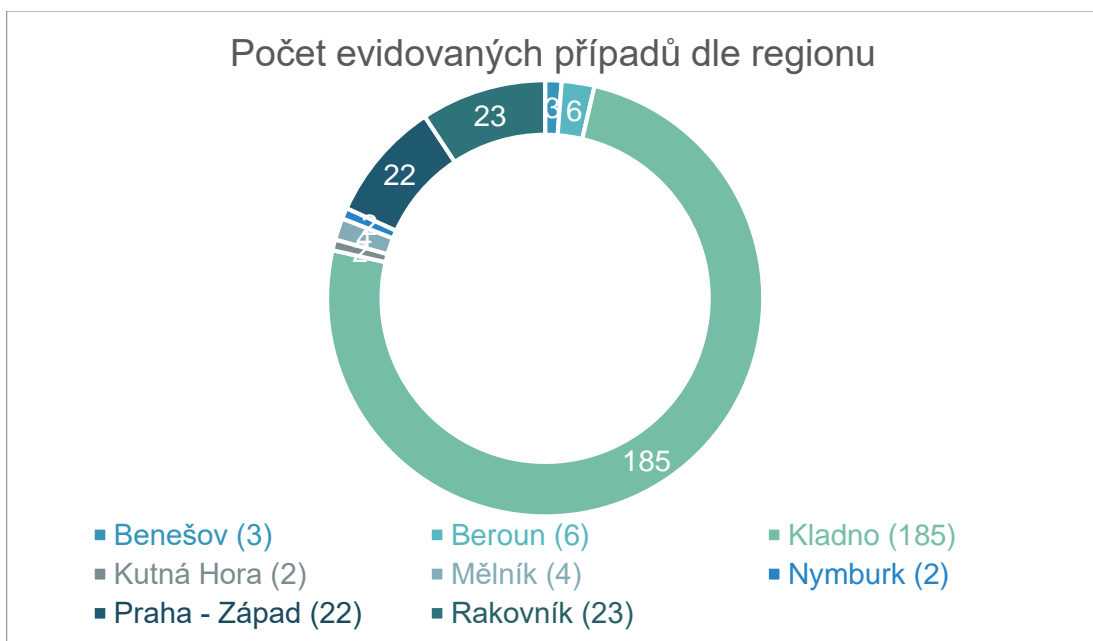 Počet evidovaných případů dle regionu
3
6
23
22
2
4
2
185
Benešov (3)
Beroun (6)
Kladno (185)
Kutná Hora (2)
Mělník (4)
Nymburk (2)
Praha - Západ (22)
Rakovník (23)